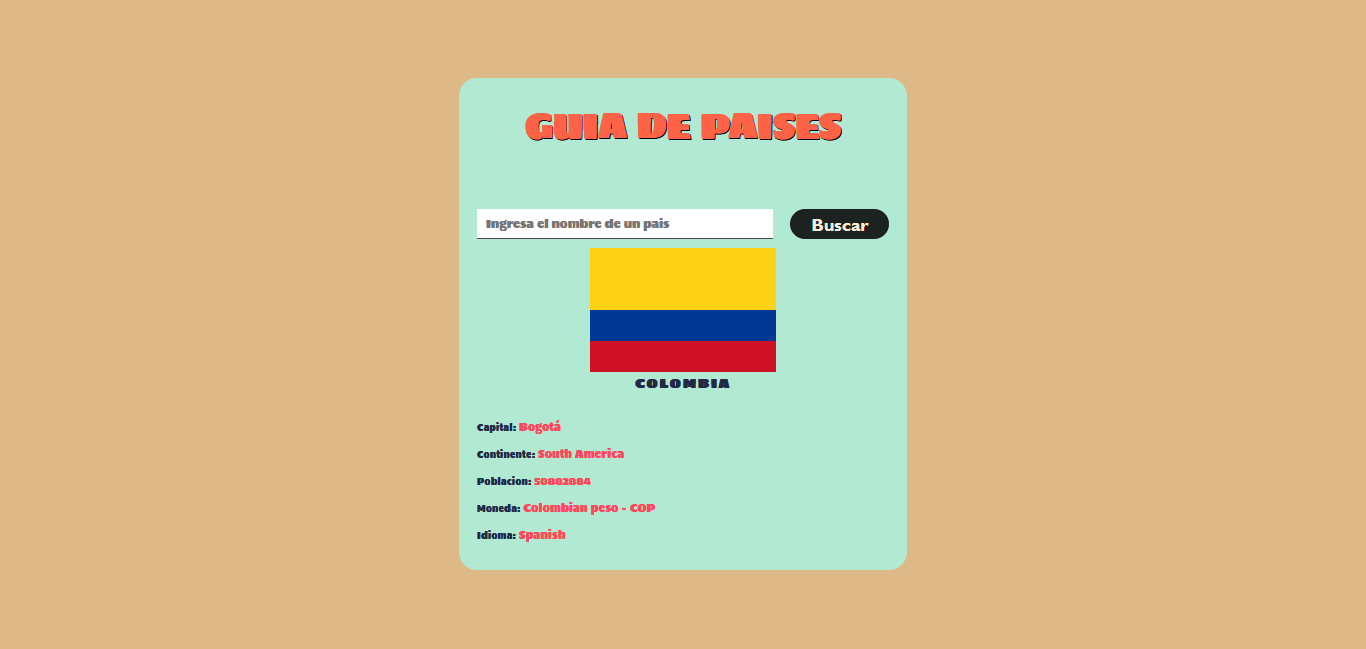 GUIA DE PAISES
Ingresa el nombre de un pais
Buscar
COLOMBIA
Capital: Bogotá
Continente: South America
Poblacion: 50882884
Moneda: Colombian peso - COP
Idioma: Spanish